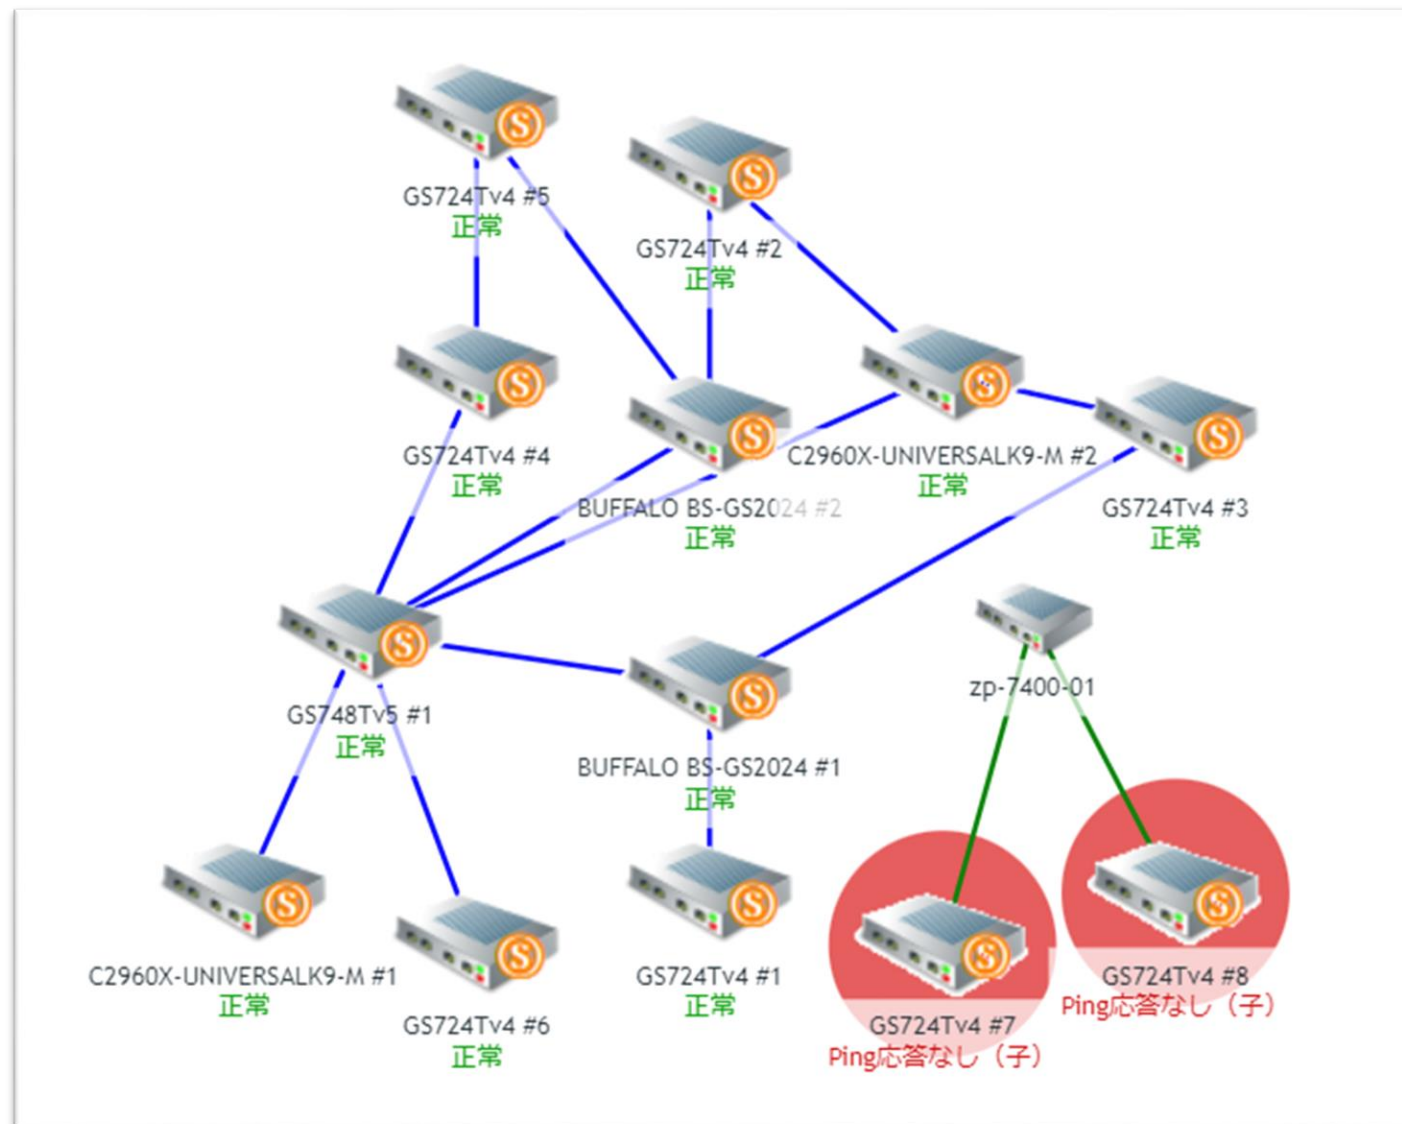 GS724Tv4 #5
正常
GS724Tv4 #2
正常
GS724Tv4 #4
正常
C2960X-UNIVERSALK9-M #2
正常
BUFFALO BS-GS2024 #2
正常
GS724Tv4 #3
正常
zp-7400-01
GS748Tv5 #1
正常
BUFFALO BS-GS2024 #1
正常
C2960X-UNIVERSALK9-M #1
正常
GS724Tv4 #6
正常
GS724Tv4 #1
正常
GS724Tv4 #7
Ping応答なし（子）
GS724Tv4 #8
Ping応答なし（子）